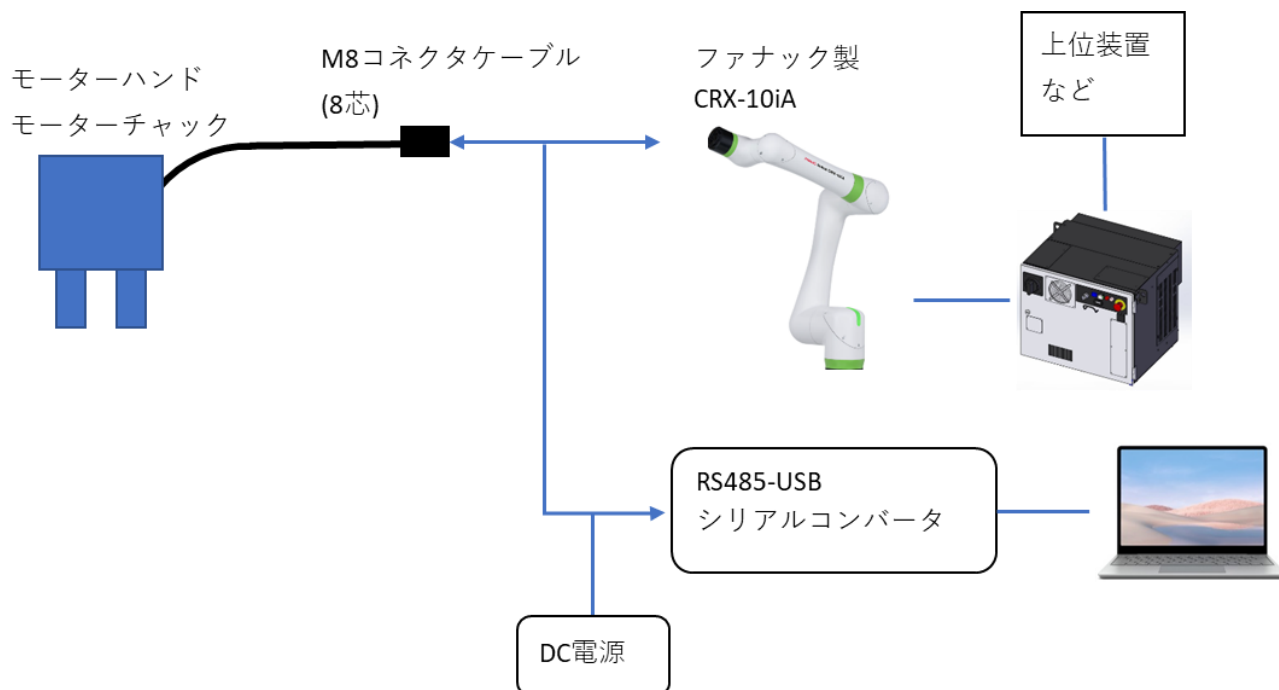 モーターハンド
モーターチャック
M8コネクタケーブル
(8芯)
ファナック製
CRX-10iA
上位装置
など
RS485-USB
シリアルコンバータ
DC電源